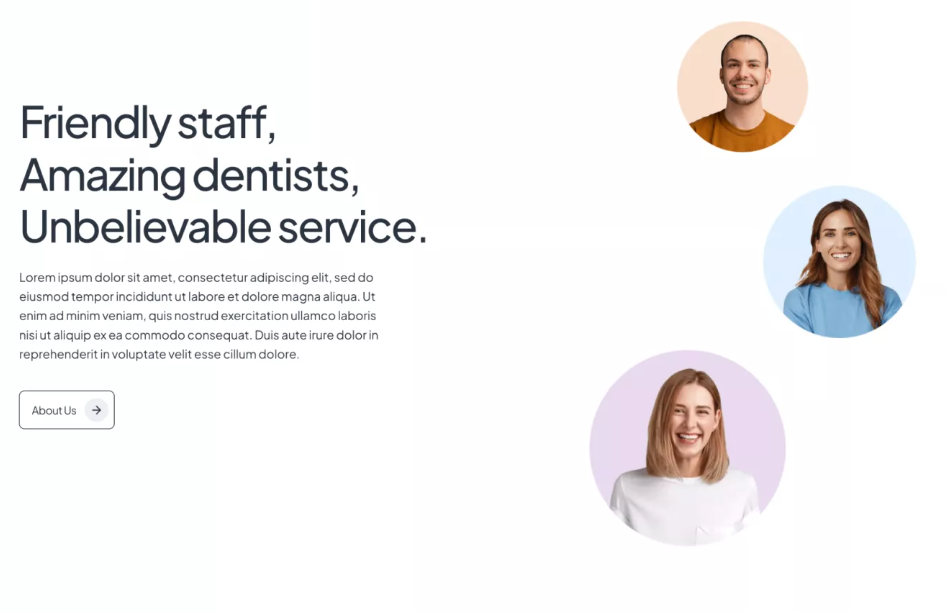 Friendly staff,
Amazing dentists,
Unbelievable service.
Lorem ipsum dolor sit amet, consectetur adipiscing elit, sed do
eiusmod tempor incididunt ut labore et dolore magna aliqua. Ut
enim ad minim veniam, quis nostrud exercitation ullamco laboris
nisi ut aliquip ex ea commodo consequat. Duis aute irure dolor in
reprehenderit in voluptate velit esse cillum dolore.
About Us